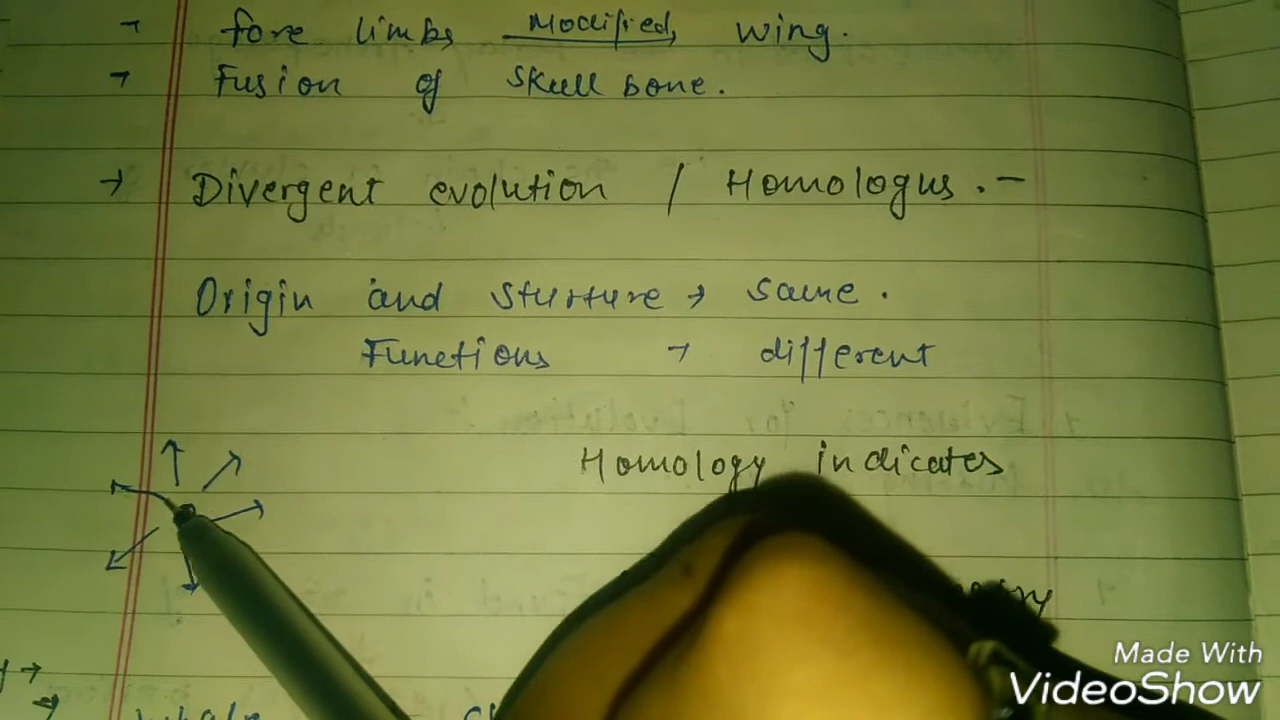 → fore limbs Modified, wing.
→ Fusion of skull bone.
→ Divergent evolution / Homologus. -
Origin and sturture → same.
Functions → different
Homology indicates
Made With
VideoShow